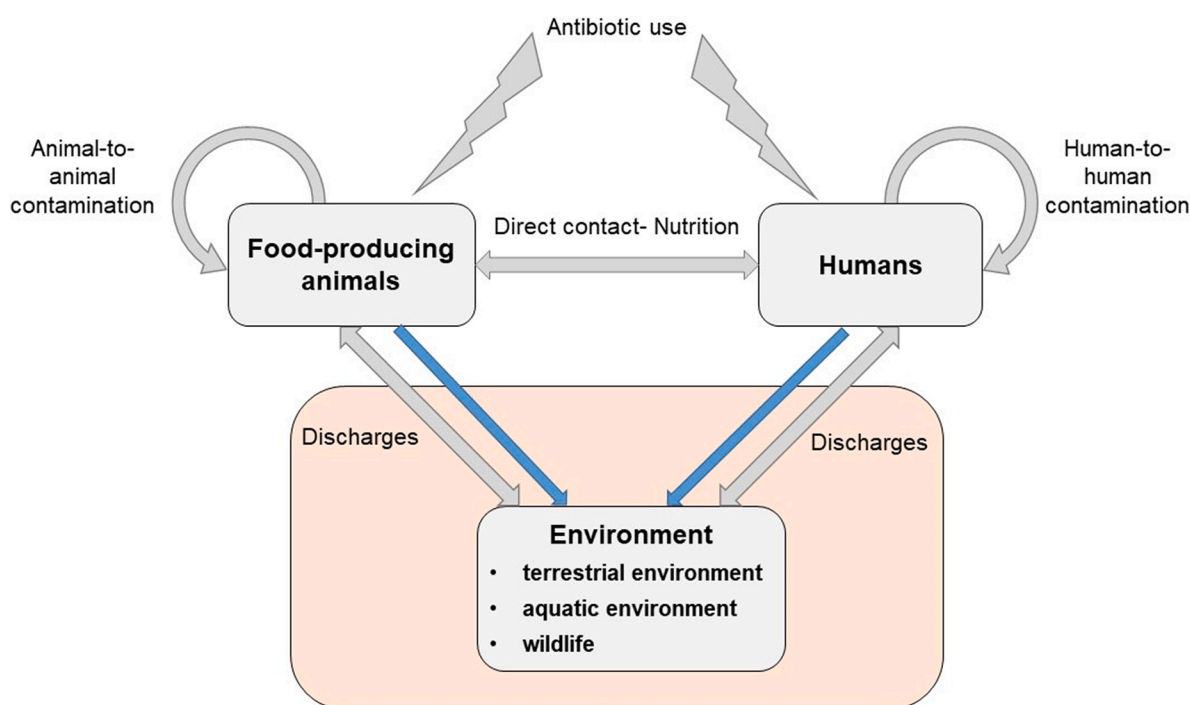 Antibiotic use
Animal-to-
animal
contamination
Human-to-
human
contamination
Direct contact- Nutrition
Food-producing
animals
Humans
Discharges
Discharges
Environment
• terrestrial environment
• aquatic environment
• wildlife